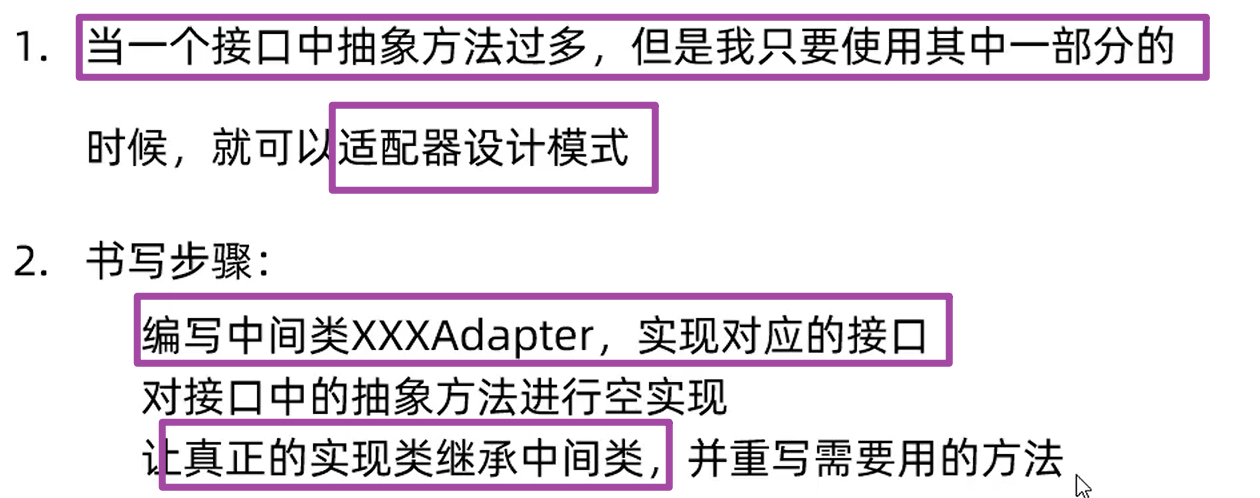 1. 当一个接口中抽象方法过多，但是我只要使用其中一部分的
时候，就可以适配器设计模式
2. 书写步骤：
编写中间类XXXAdapter，实现对应的接口
对接口中的抽象方法进行空实现
让真正的实现类继承中间类，并重写需要用的方法